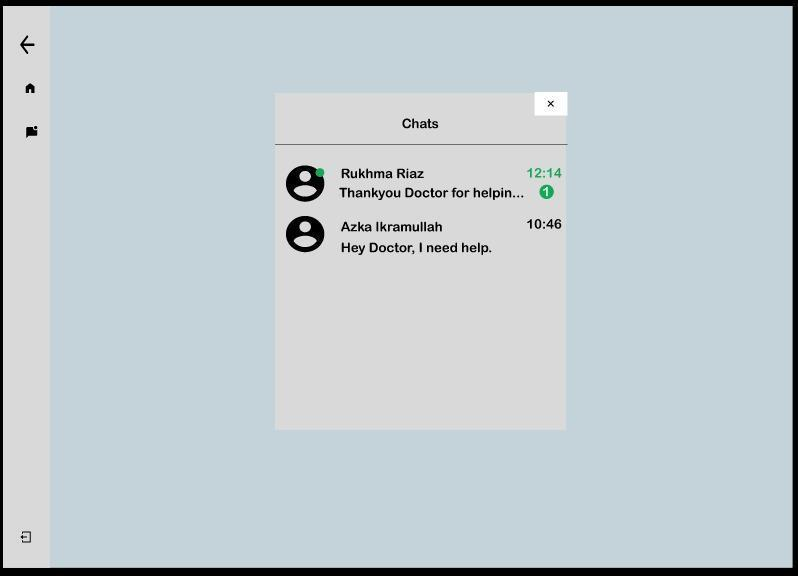 ×
Chats
Rukhma Riaz 12:14
Thankyou Doctor for helpin... 1
Azka Ikramullah 10:46
Hey Doctor, I need help.